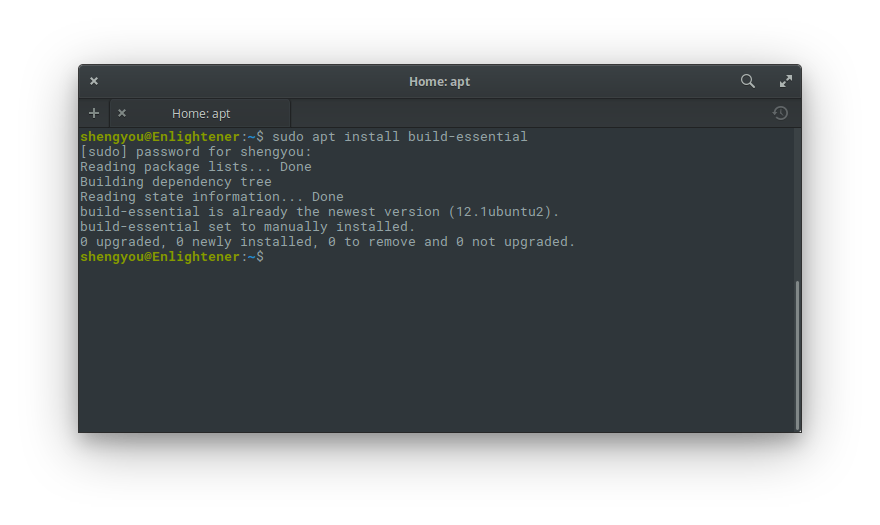 Home: apt
Home: apt
shengyou@Enlightener:~$ sudo apt install build-essential
[sudo] password for shengyou:
Reading package lists... Done
Building dependency tree
Reading state information... Done
build-essential is already the newest version (12.1ubuntu2).
build-essential set to manually installed.
0 upgraded, 0 newly installed, 0 to remove and 0 not upgraded.
shengyou@Enlightener:~$